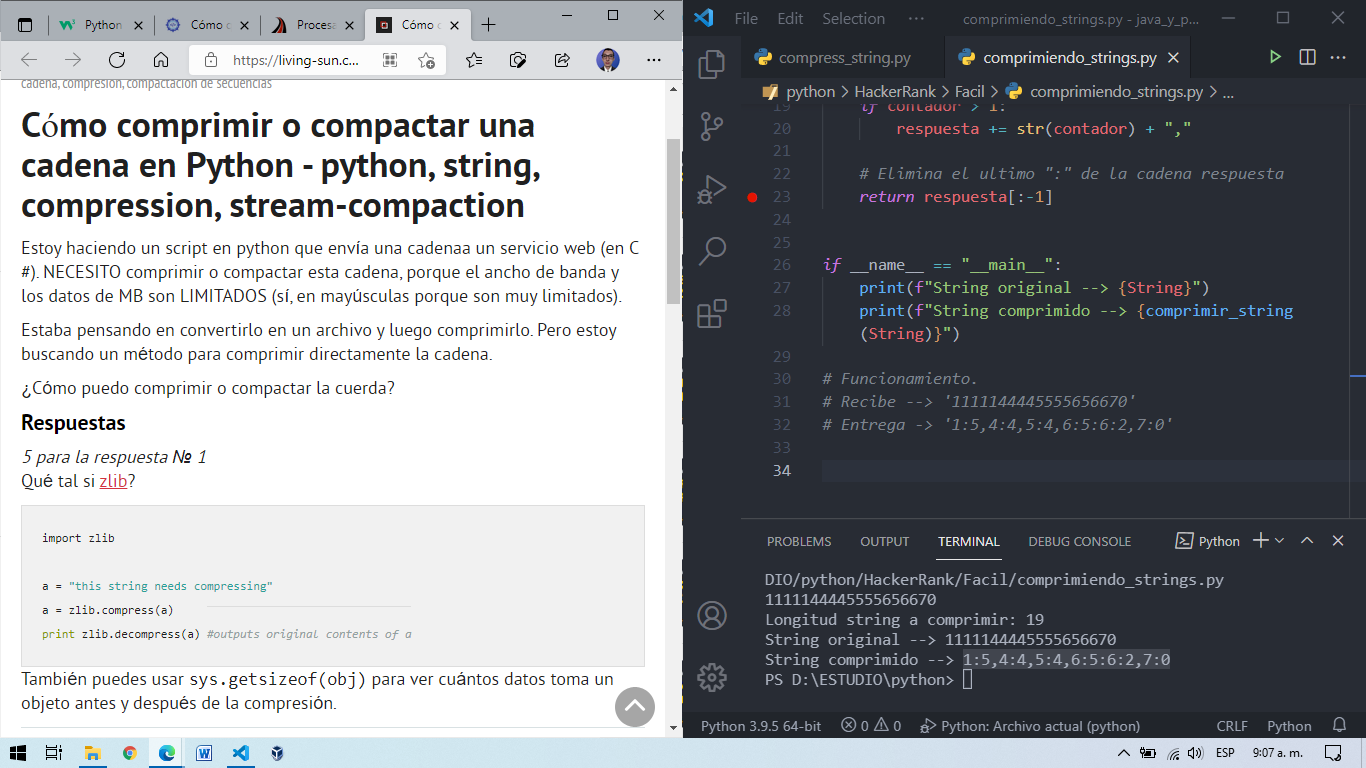 Python
Cómo c
Procesa
Cómo c
https://living-sun.c...
cadena, compresión, compactación de secuencias
Cómo comprimir o compactar una
cadena en Python - python, string,
compression, stream-compaction
Estoy haciendo un script en python que envía una cadenaa un servicio web (en C
#). NECESITO comprimir o compactar esta cadena, porque el ancho de banda y
los datos de MB son LIMITADOS (sí, en mayúsculas porque son muy limitados).
Estaba pensando en convertirlo en un archivo y luego comprimirlo. Pero estoy
buscando un método para comprimir directamente la cadena.
¿Cómo puedo comprimir o compactar la cuerda?
Respuestas
5 para la respuesta № 1
Qué tal si zlib?
import zlib
a = "this string needs compressing"
a = zlib.compress(a)
print zlib.decompress(a) #outputs original contents of a
También puedes usar sys.getsizeof(obj) para ver cuántos datos toma un
objeto antes y después de la compresión.
File Edit Selection ··· comprimiendo_strings.py - java_y_p...
compress_string.py
comprimiendo_strings.py
python > HackerRank > Facil > comprimiendo_strings.py > ...
19 if contador > 1:
20 respuesta += str(contador) + ","
21
22 # Elimina el ultimo ":" de la cadena respuesta
23 return respuesta[:-1]
24
25
26 if __name__ == "__main__":
27 print(f"String original --> {String}")
28 print(f"String comprimido --> {comprimir_string
(String)}")
29
30 # Funcionamiento.
31 # Recibe --> '1111144445555656670'
32 # Entrega -> '1:5,4:4,5:4,6:5:6:2,7:0'
33
34
PROBLEMS OUTPUT TERMINAL DEBUG CONSOLE Python
DIO/python/HackerRank/Facil/comprimiendo_strings.py
1111144445555656670
Longitud string a comprimir: 19
String original --> 1111144445555656670
String comprimido --> 1:5,4:4,5:4,6:5:6:2,7:0
PS D:\ESTUDIO\python>
Python 3.9.5 64-bit 0 0 Python: Archivo actual (python) CRLF Python
ESP 9:07 a. m.